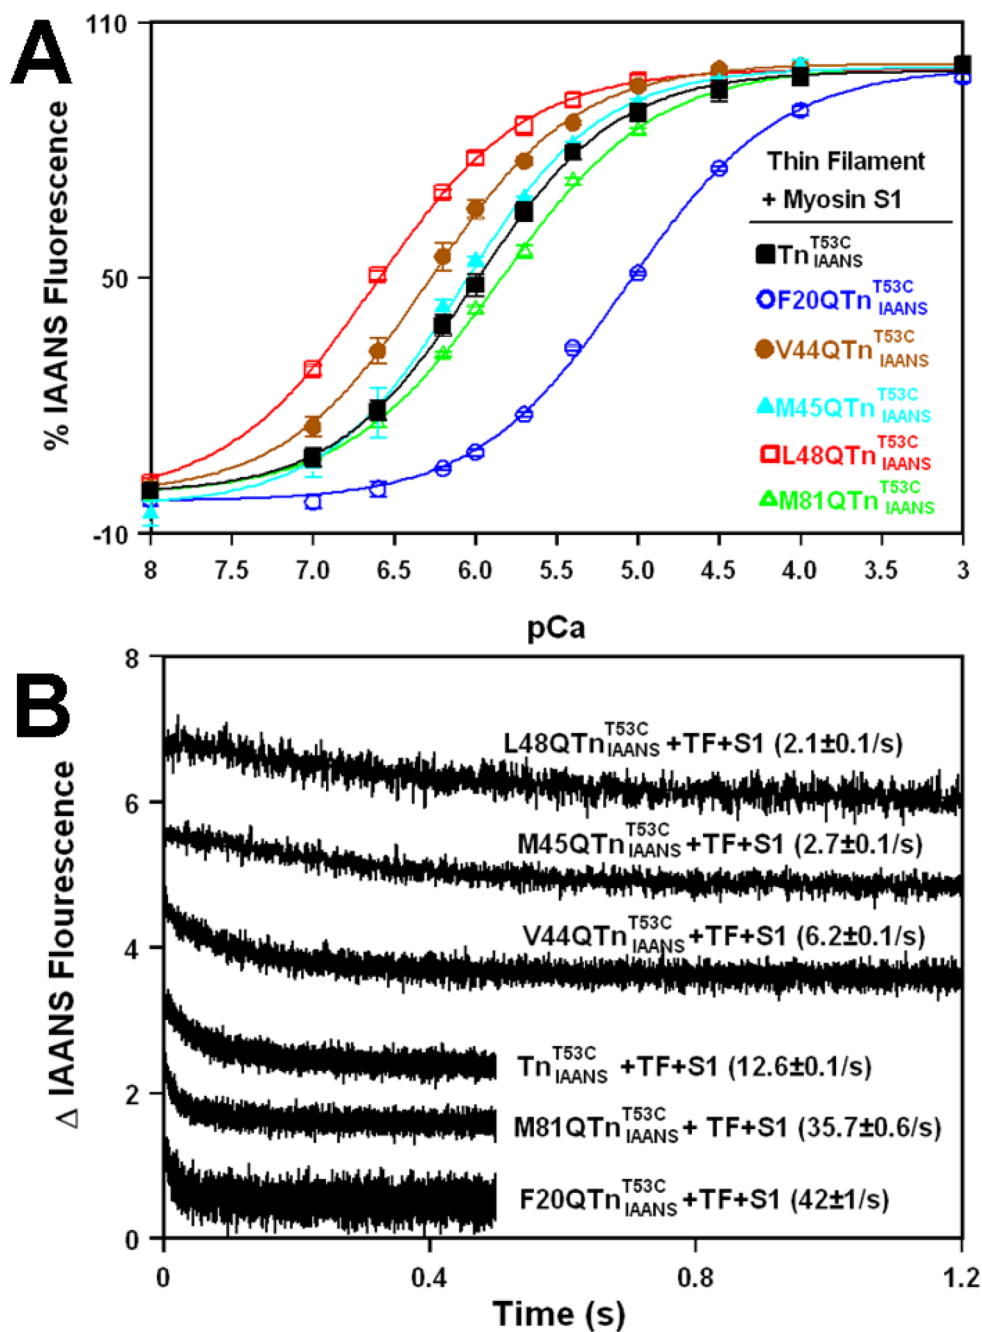 A
110
50
-10
% IAANS Fluorescence
Thin Filament
+ Myosin S1
Tn T53C IAANS
F20QTn T53C IAANS
V44QTn T53C IAANS
M45QTn T53C IAANS
L48QTn T53C IAANS
M81QTn T53C IAANS
8 7.5 7.0 6.5 6.0 5.5 5.0 4.5 4.0 3.5 3
pCa
B
8
6
4
2
0
Δ IAANS Flourescence
L48QTn T53C IAANS +TF+S1 (2.1±0.1/s)
M45QTn T53C IAANS +TF+S1 (2.7±0.1/s)
V44QTn T53C IAANS +TF+S1 (6.2±0.1/s)
Tn T53C IAANS +TF+S1 (12.6±0.1/s)
M81QTn T53C IAANS + TF+S1 (35.7±0.6/s)
F20QTn T53C IAANS +TF+S1 (42±1/s)
0 0.4 0.8 1.2
Time (s)